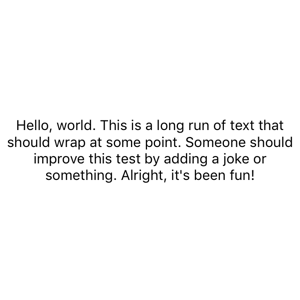 Hello, world. This is a long run of text that
should wrap at some point. Someone should
improve this test by adding a joke or
something. Alright, it's been fun!